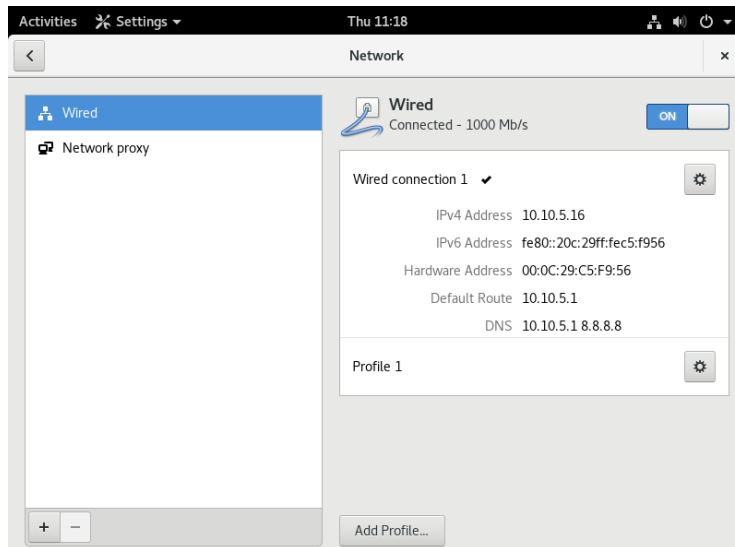 Activities Settings Thu 11:18
Network
Wired
Network proxy
Wired
Connected - 1000 Mb/s
ON
Wired connection 1
IPv4 Address 10.10.5.16
IPv6 Address fe80::20c:29ff:fec5:f956
Hardware Address 00:0C:29:C5:F9:56
Default Route 10.10.5.1
DNS 10.10.5.1 8.8.8.8
Profile 1
Add Profile...